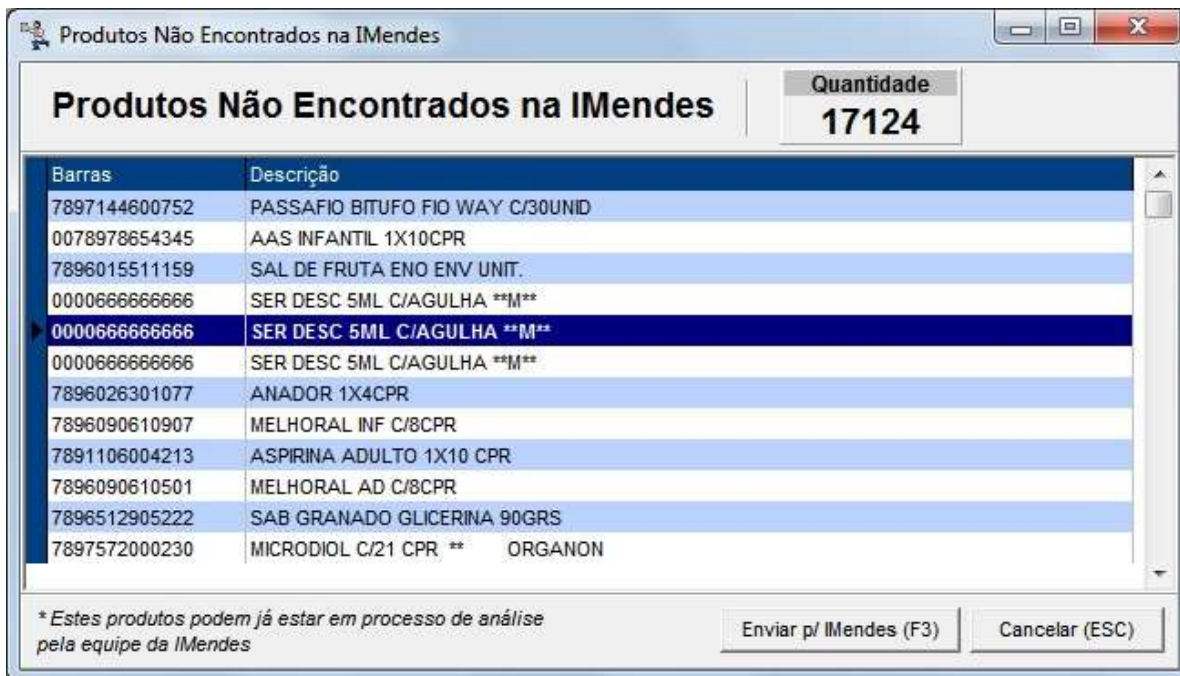 Produtos Não Encontrados na IMendes
Produtos Não Encontrados na IMendes
Quantidade
17124
Barras Descrição
7897144600752 PASSAFIO BITUFO FIO WAY C/30UNID
0078978654345 AAS INFANTIL 1X10CPR
7896015511159 SAL DE FRUTA ENO ENV UNIT.
0000666666666 SER DESC 5ML C/AGULHA **M**
0000666666666 SER DESC 5ML C/AGULHA **M**
0000666666666 SER DESC 5ML C/AGULHA **M**
7896026301077 ANADOR 1X4CPR
7896090610907 MELHORAL INF C/8CPR
7891106004213 ASPIRINA ADULTO 1X10 CPR
7896090610501 MELHORAL AD C/8CPR
7896512905222 SAB GRANADO GLICERINA 90GRS
7897572000230 MICRODIOL C/21 CPR ** ORGANON
* Estes produtos podem já estar em processo de análise
pela equipe da IMendes
Enviar p/ IMendes (F3) Cancelar (ESC)